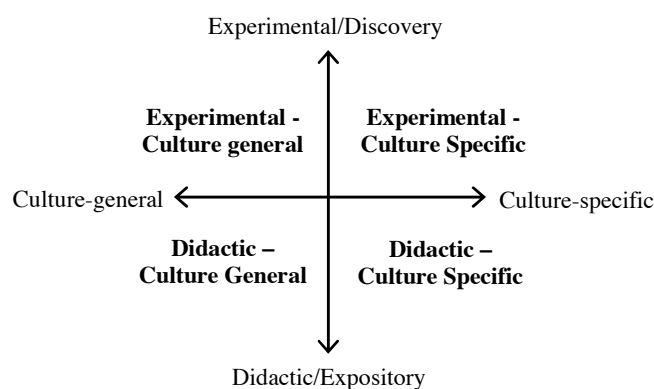 Experimental/Discovery
Experimental -
Culture general
Experimental -
Culture Specific
Culture-general
Culture-specific
Didactic –
Culture General
Didactic –
Culture Specific
Didactic/Expository